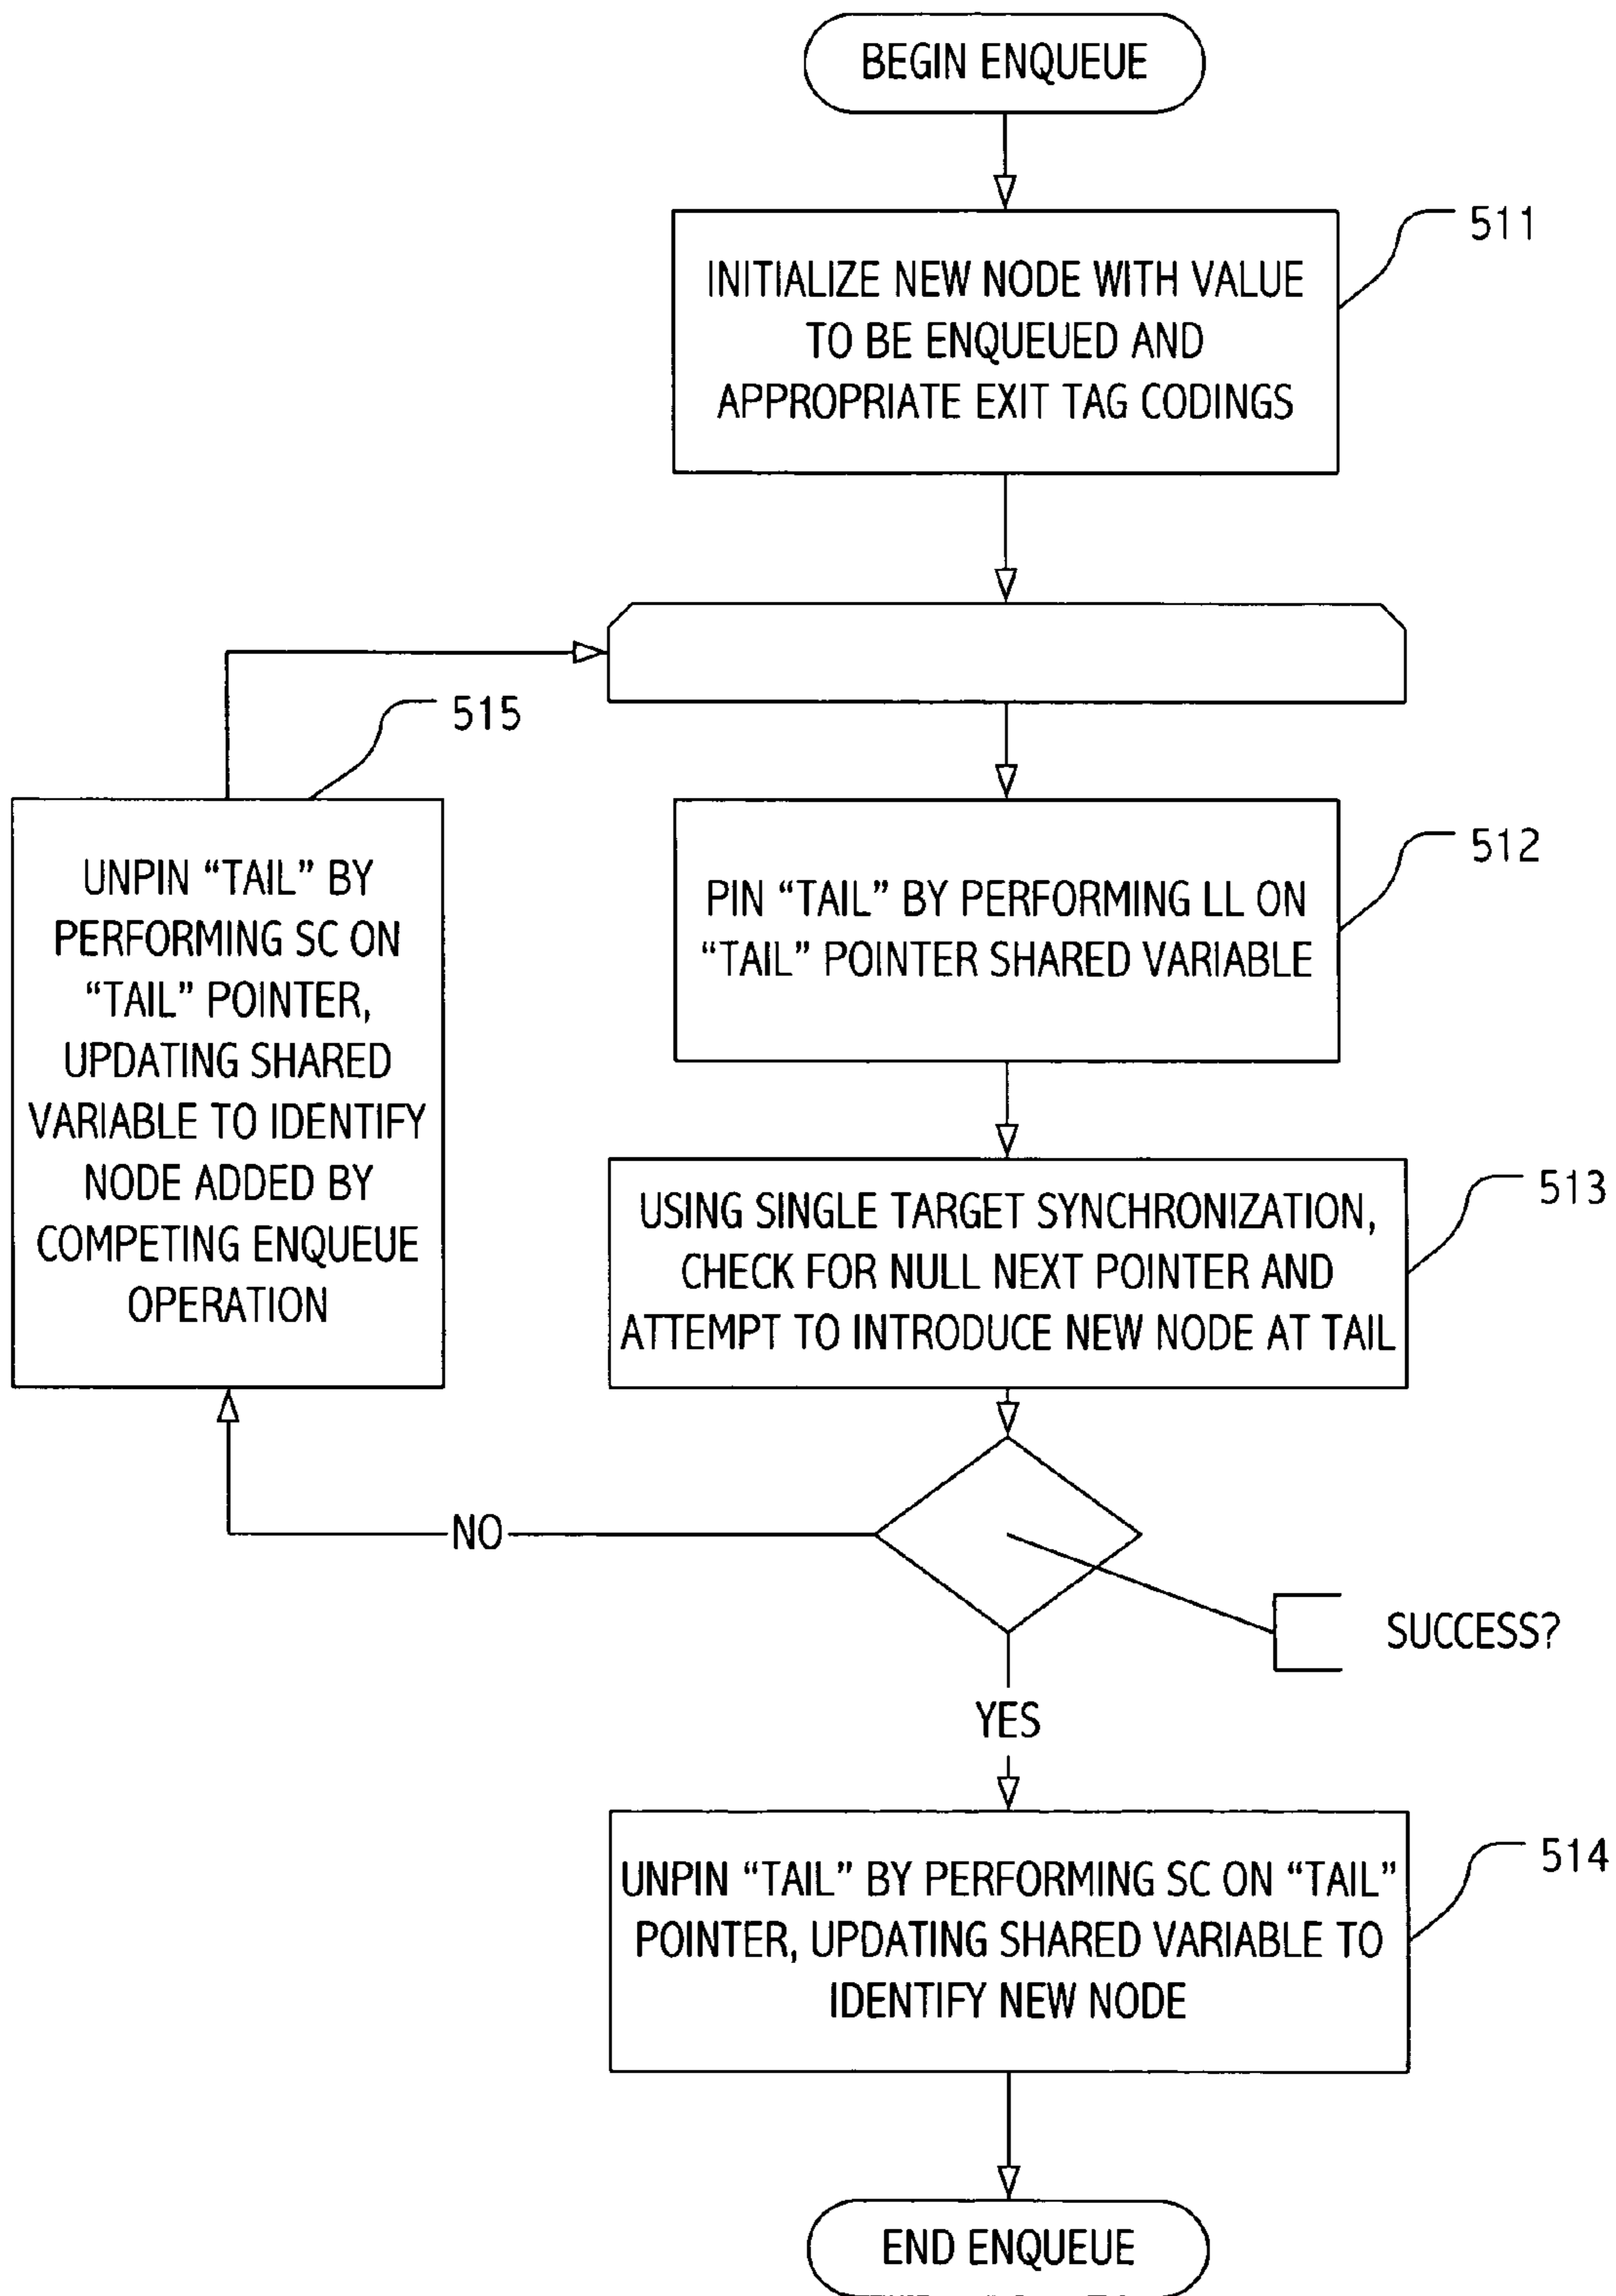 BEGIN ENQUEUE
511
INITIALIZE NEW NODE WITH VALUE
TO BE ENQUEUED AND
APPROPRIATE EXIT TAG CODINGS
515
UNPIN “TAIL” BY
PERFORMING SC ON
“TAIL” POINTER,
UPDATING SHARED
VARIABLE TO IDENTIFY
NODE ADDED BY
COMPETING ENQUEUE
OPERATION
512
PIN “TAIL” BY PERFORMING LL ON
“TAIL” POINTER SHARED VARIABLE
513
USING SINGLE TARGET SYNCHRONIZATION,
CHECK FOR NULL NEXT POINTER AND
ATTEMPT TO INTRODUCE NEW NODE AT TAIL
NO
SUCCESS?
YES
514
UNPIN “TAIL” BY PERFORMING SC ON “TAIL”
POINTER, UPDATING SHARED VARIABLE TO
IDENTIFY NEW NODE
END ENQUEUE